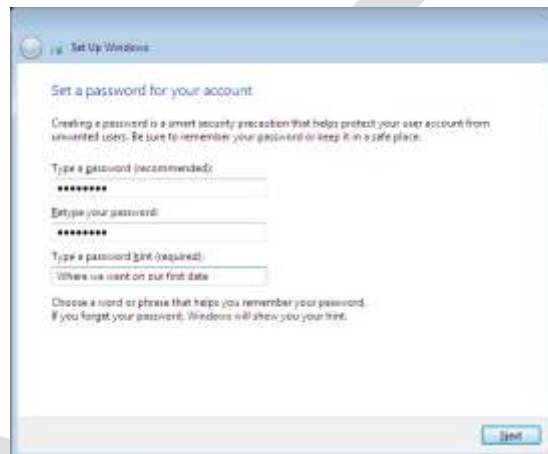 Set Up Windows
Set a password for your account
Creating a password is a smart security precaution that helps protect your user account from
unwanted users. Be sure to remember your password or keep it in a safe place.
Type a password (recommended):
••••••••
Retype your password:
••••••••
Type a password hint (required):
Where we went on our first date
Choose a word or phrase that helps you remember your password.
If you forget your password, Windows will show you your hint.
Next